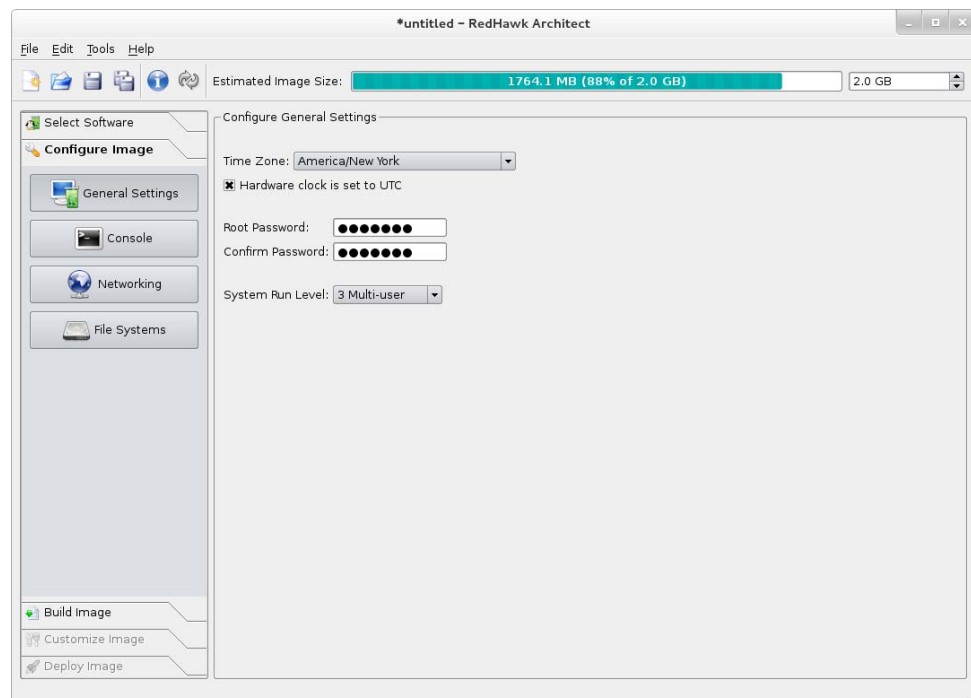 *untitled – RedHawk Architect
File Edit Tools Help
Estimated Image Size: 1764.1 MB (88% of 2.0 GB) 2.0 GB
Select Software
Configure Image
General Settings
Console
Networking
File Systems
Build Image
Customize Image
Deploy Image
Configure General Settings
Time Zone: America/New York
Hardware clock is set to UTC
Root Password: ●●●●●●●
Confirm Password: ●●●●●●●
System Run Level: 3 Multi-user